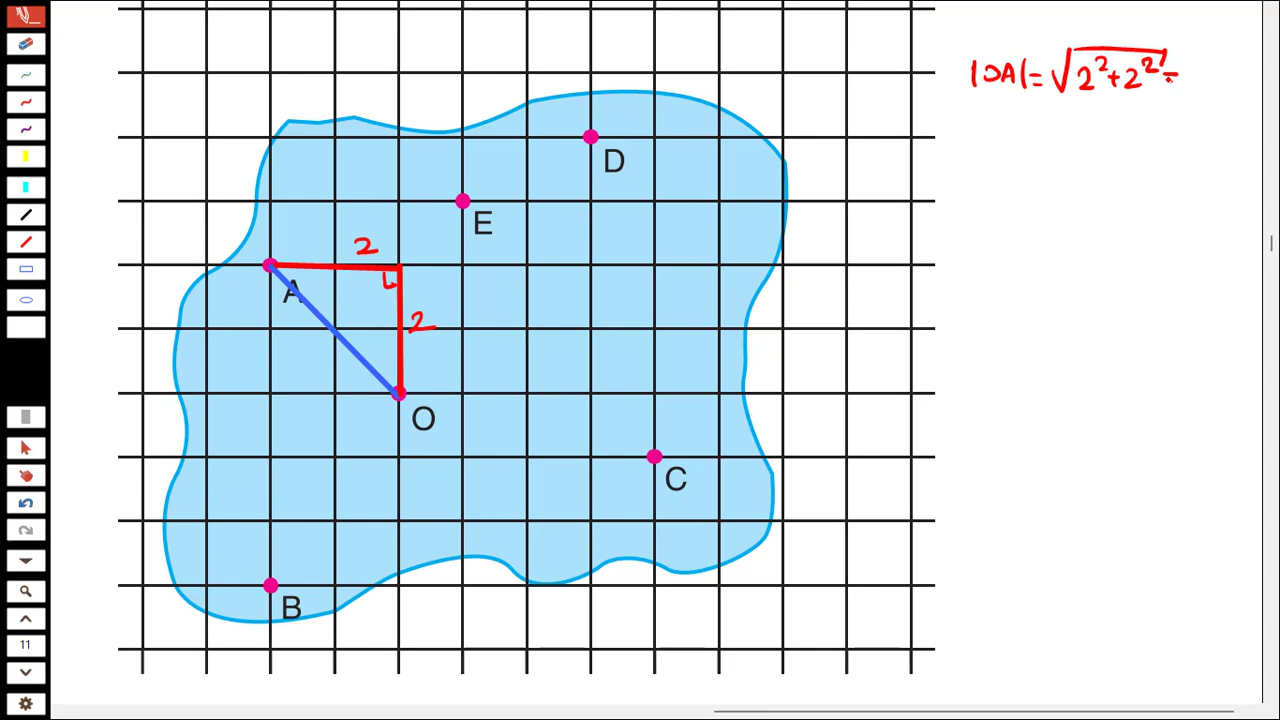 |OA| = √2²+2² =
D
E
2
A
2
O
C
B
11